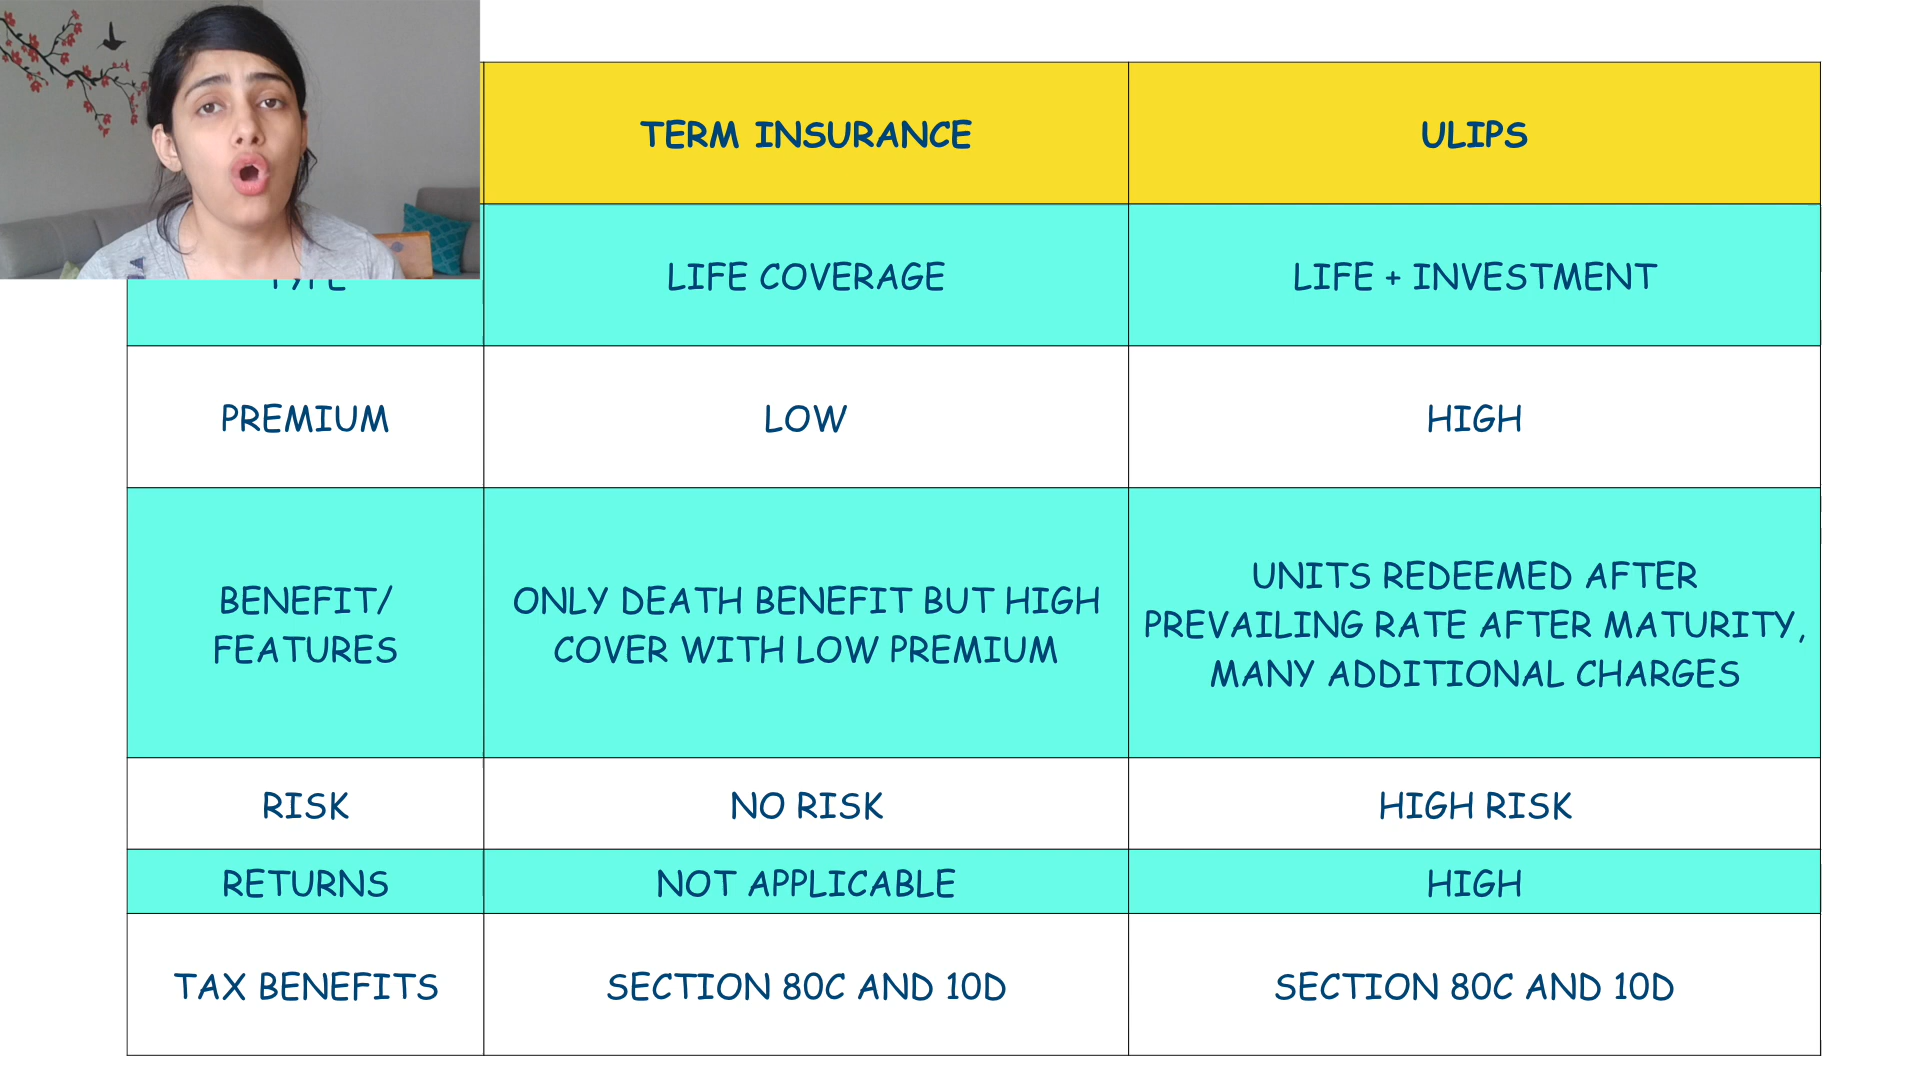 TERM INSURANCE
ULIPS
TYPE
LIFE COVERAGE
LIFE + INVESTMENT
PREMIUM
LOW
HIGH
BENEFIT/
FEATURES
ONLY DEATH BENEFIT BUT HIGH
COVER WITH LOW PREMIUM
UNITS REDEEMED AFTER
PREVAILING RATE AFTER MATURITY,
MANY ADDITIONAL CHARGES
RISK
NO RISK
HIGH RISK
RETURNS
NOT APPLICABLE
HIGH
TAX BENEFITS
SECTION 80C AND 10D
SECTION 80C AND 10D